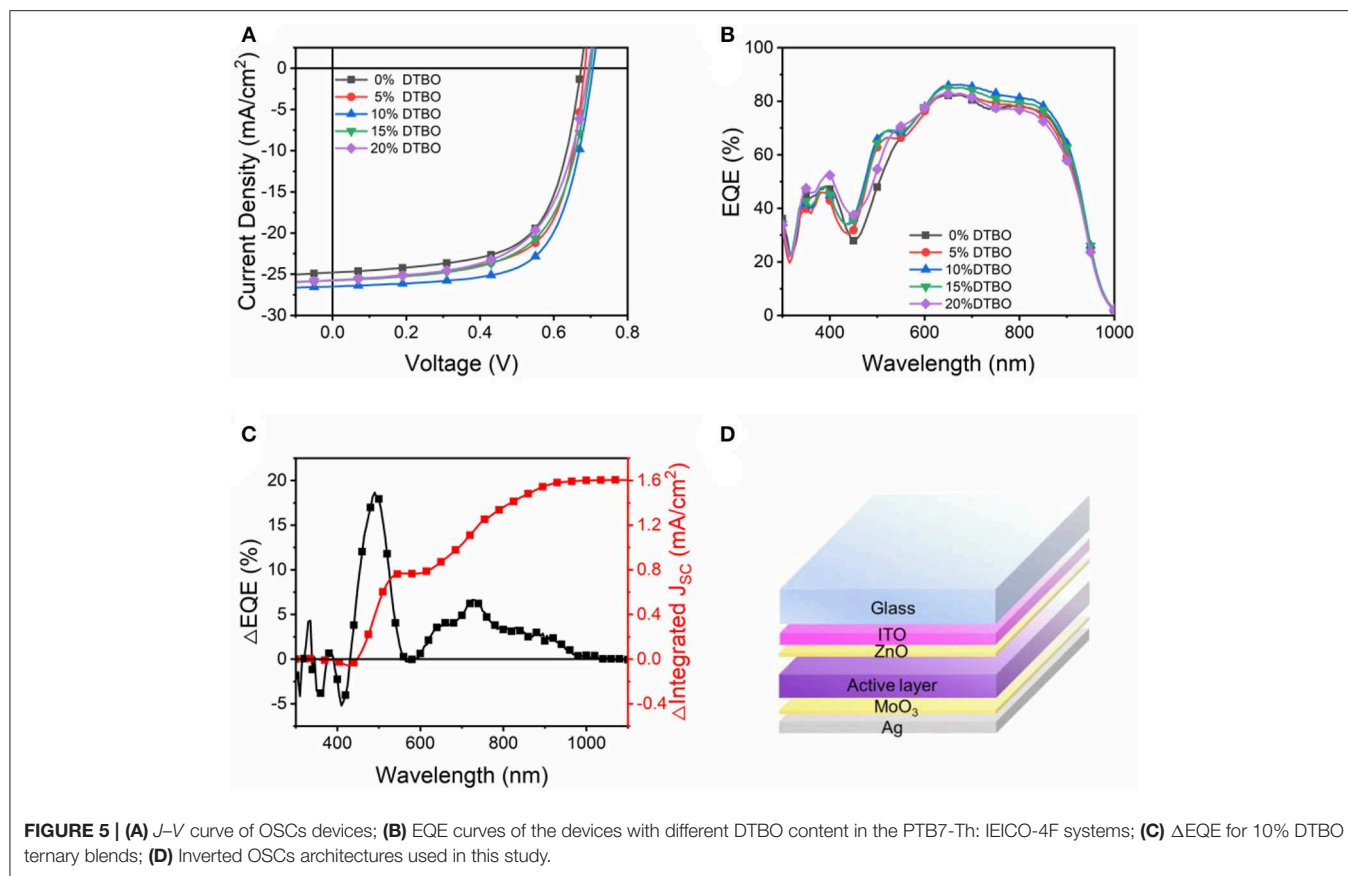 A
Current Density (mA/cm²)
0
-5
-10
-15
-20
-25
-30
0% DTBO
5% DTBO
10% DTBO
15% DTBO
20% DTBO
0.0 0.2 0.4 0.6 0.8
Voltage (V)
B
EQE (%)
100
80
60
40
20
0
0% DTBO
5% DTBO
10%DTBO
15%DTBO
20%DTBO
400 600 800 1000
Wavelength (nm)
C
△EQE (%)
20
15
10
5
0
-5
1.6
1.2
0.8
0.4
0.0
-0.4
△Integrated JSC (mA/cm²)
400 600 800 1000
Wavelength (nm)
D
Glass
ITO
ZnO
Active layer
MoO₃
Ag
FIGURE 5 | (A) J–V curve of OSCs devices; (B) EQE curves of the devices with different DTBO content in the PTB7-Th: IEICO-4F systems; (C) ΔEQE for 10% DTBO
ternary blends; (D) Inverted OSCs architectures used in this study.